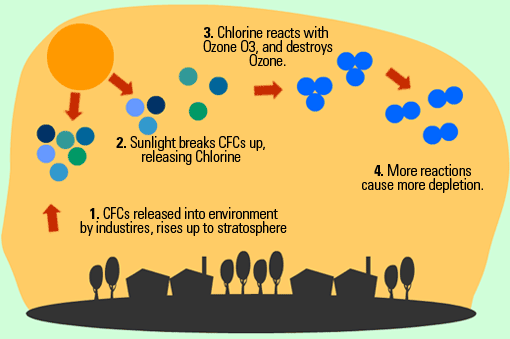 3. Chlorine reacts with
Ozone O3, and destroys
Ozone.
2. Sunlight breaks CFCs up,
releasing Chlorine
4. More reactions
cause more depletion.
1. CFCs released into environment
by industires, rises up to stratosphere